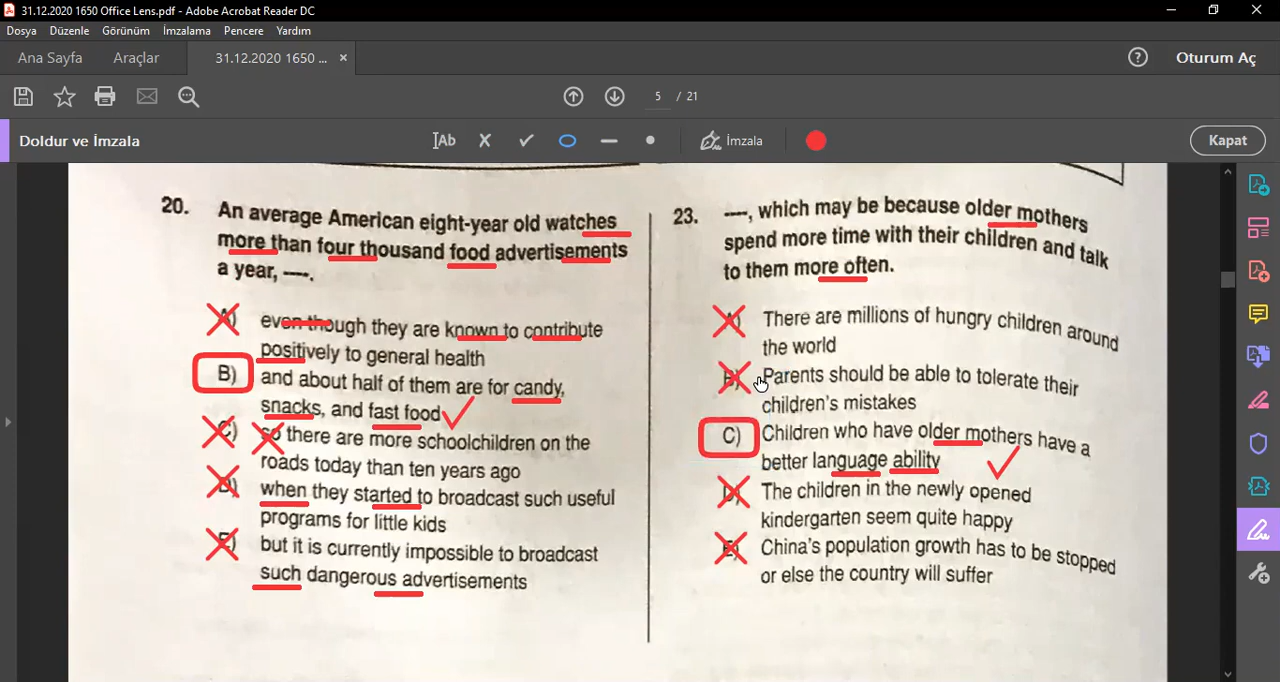 31.12.2020 1650 Office Lens.pdf - Adobe Acrobat Reader DC
Dosya Düzenle Görünüm İmzalama Pencere Yardım
Ana Sayfa Araçlar 31.12.2020 1650 ... × ? Oturum Aç
5 / 21
Doldur ve İmzala IAb İmzala Kapat
20. An average American eight-year old watches
more than four thousand food advertisements
a year, ----.
A) even though they are known to contribute
positively to general health
B) and about half of them are for candy,
snacks, and fast food
C) so there are more schoolchildren on the
roads today than ten years ago
D) when they started to broadcast such useful
programs for little kids
E) but it is currently impossible to broadcast
such dangerous advertisements
23. ----, which may be because older mothers
spend more time with their children and talk
to them more often.
A) There are millions of hungry children around
the world
B) Parents should be able to tolerate their
children's mistakes
C) Children who have older mothers have a
better language ability
D) The children in the newly opened
kindergarten seem quite happy
E) China's population growth has to be stopped
or else the country will suffer